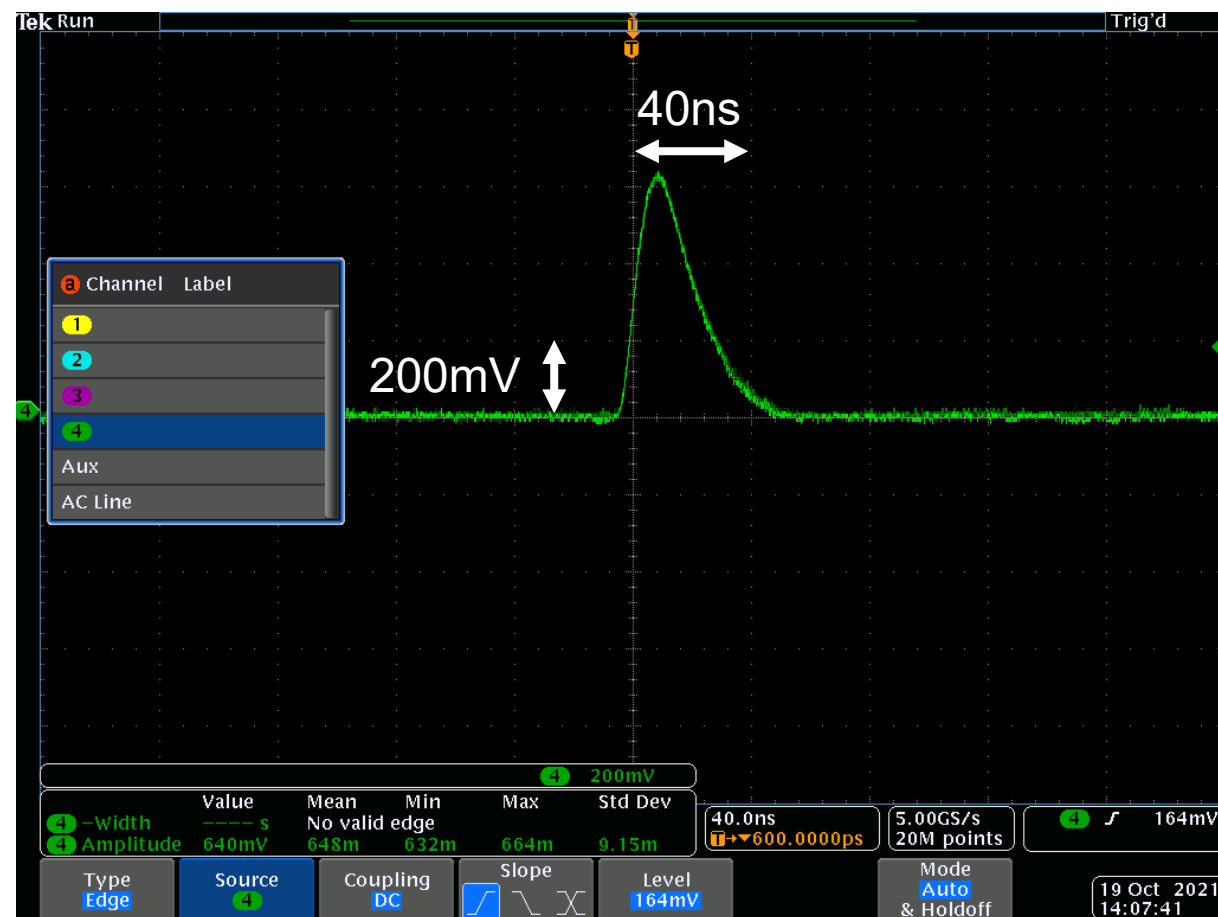 Tek Run
Trig'd
T
T
40ns
a Channel Label
1
2
3
4
Aux
AC Line
200mV
4
4 200mV
Value Mean Min Max Std Dev
4 −Width ---- s No valid edge
4 Amplitude 640mV 648m 632m 664m 9.15m
40.0ns
T→▼600.0000ps
5.00GS/s
20M points
4 164mV
Type
Edge
Source
4
Coupling
DC
Slope
Level
164mV
Mode
Auto
& Holdoff
19 Oct 2021
14:07:41